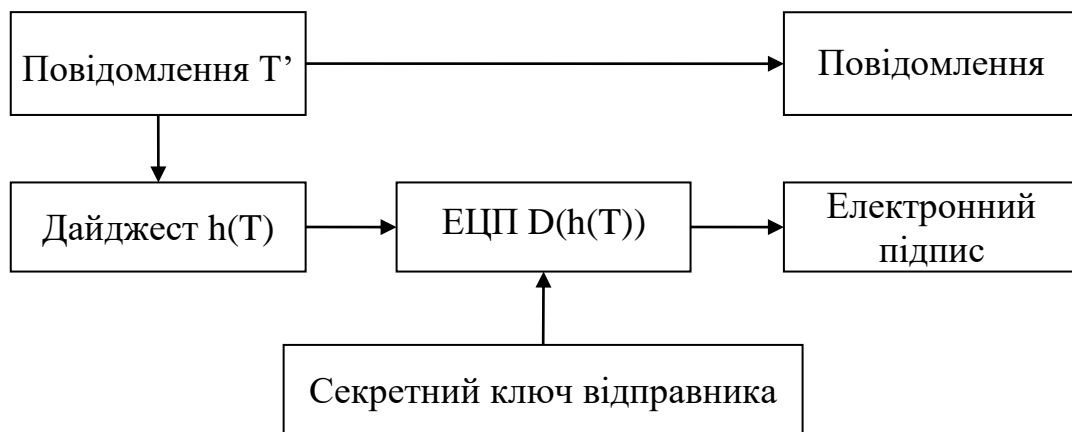 Повідомлення T’
Повідомлення
Дайджест h(T)
ЕЦП D(h(T))
Електронний
підпис
Секретний ключ відправника